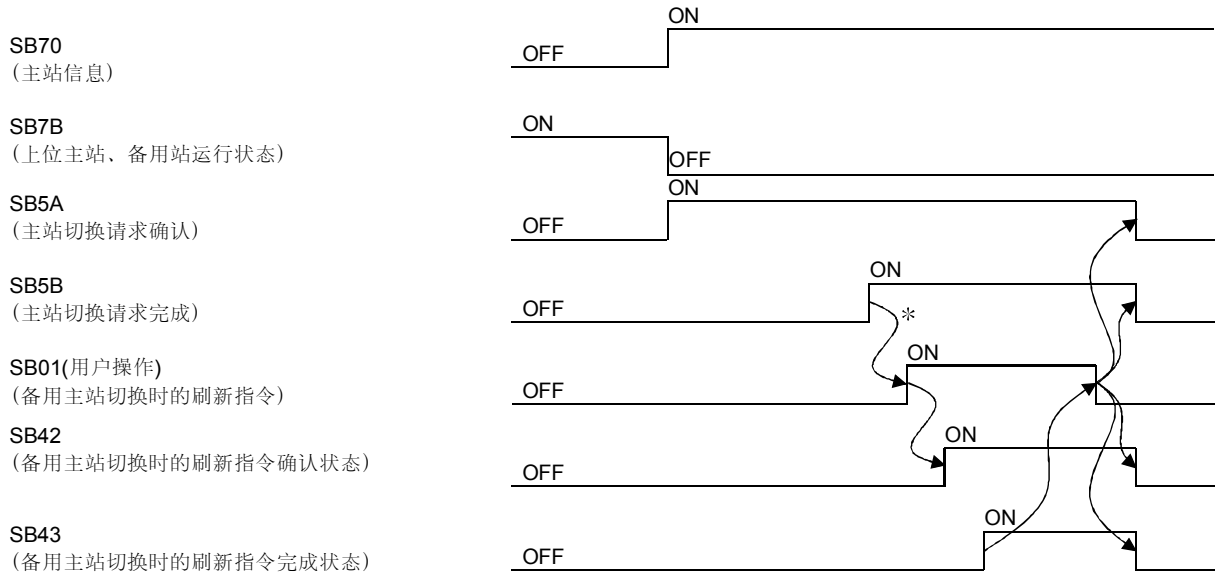 ON
SB70
OFF
(主站信息)
SB7B
ON
(上位主站、备用站运行状态)
OFF
ON
SB5A
(主站切换请求确认)
OFF
ON
SB5B
(主站切换请求完成)
OFF
*
SB01(用户操作)
ON
(备用主站切换时的刷新指令)
OFF
SB42
ON
(备用主站切换时的刷新指令确认状态)
OFF
ON
SB43
(备用主站切换时的刷新指令完成状态)
OFF